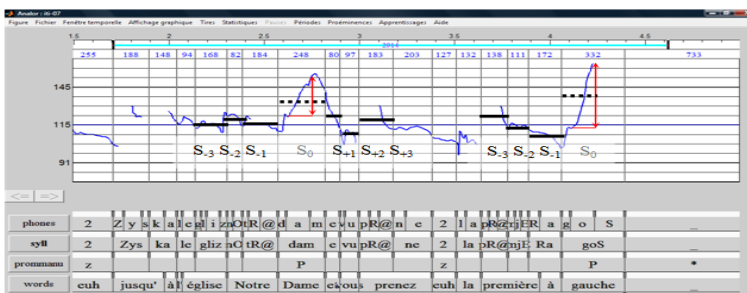 Analor : iti-07
Figure Fichier Fenêtre temporelle Affichage graphique Tires Statistiques Pauses Périodes Proéminences Apprentissages Aide
1.5 2 2.5 3 3.5 4 4.5
2914
255 188 148 94 168 82 184 248 80 97 183 203 127 132 138 111 172 332 733
145
115
91
S-3 S-2 S-1 S0 S+1 S+2 S+3 S-3 S-2 S-1 S0
<= =>
phones 2 Z y s k a l e g l i z n O t R @ d a m e v u p R @ n e 2 l a p R @ m j E R a g o S _
syll 2 Zys ka le gliz nO tR@ dam e vu pR@ ne 2 la pR@ mjE Ra goS _
prommanu z P z P *
words euh jusqu' à l' église Notre Dame et vous prenez euh la première à gauche _